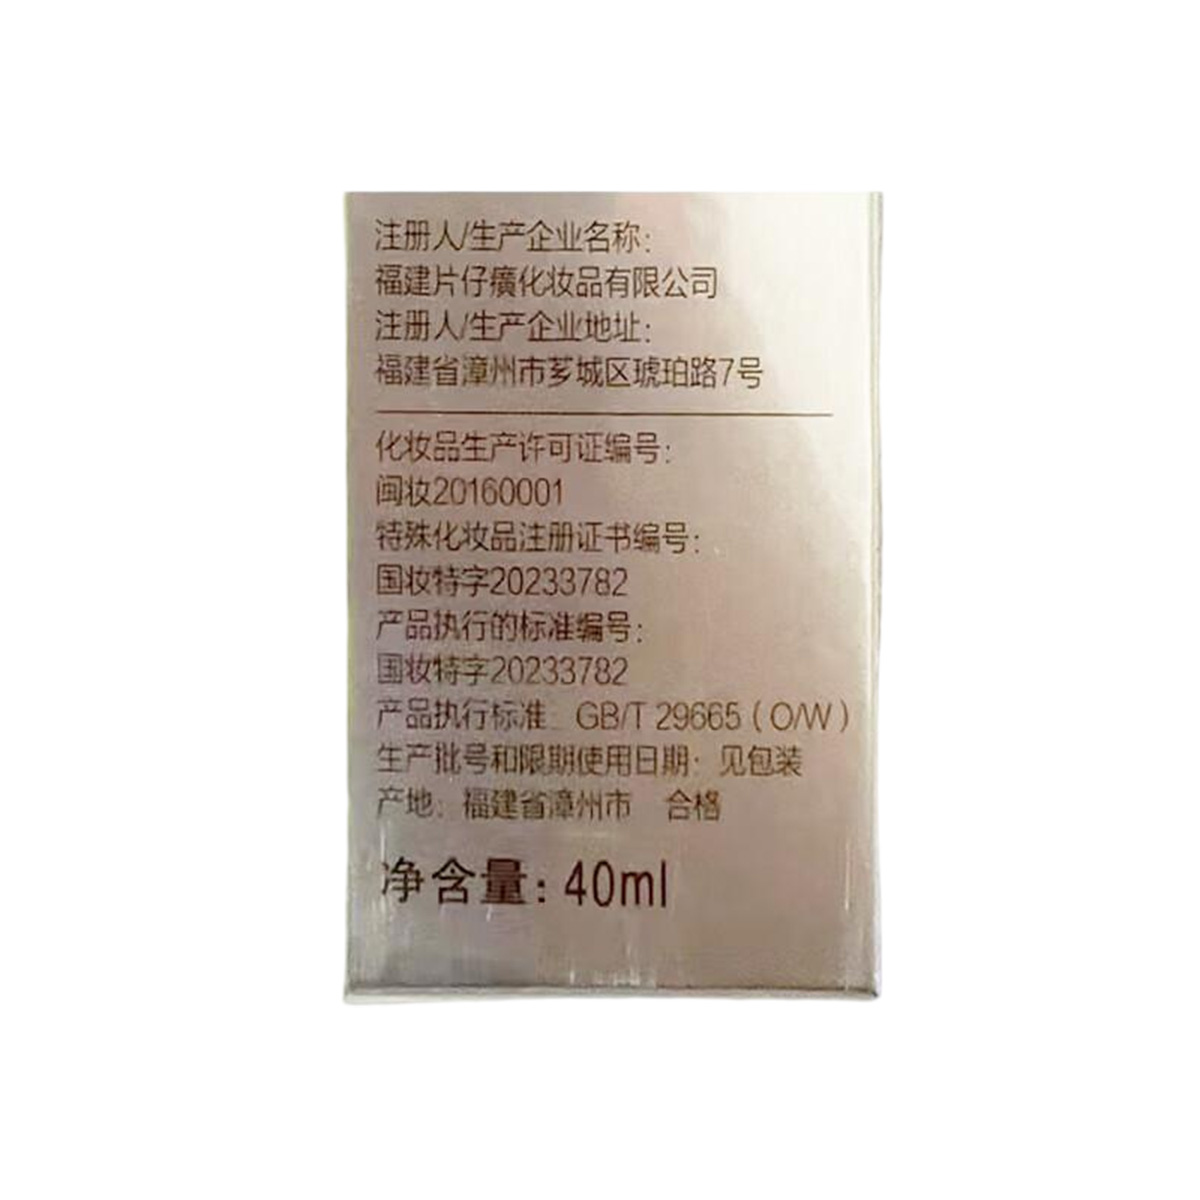 注册人/生产企业名称：
福建片仔癀化妆品有限公司
注册人/生产企业地址：
福建省漳州市芗城区琥珀路7号
化妆品生产许可证编号：
闽妆20160001
特殊化妆品注册证书编号：
国妆特字20233782
产品执行的标准编号：
国妆特字20233782
产品执行标准：GB/T 29665（O/W）
生产批号和限期使用日期：见包装
产地：福建省漳州市 合格
净含量：40ml